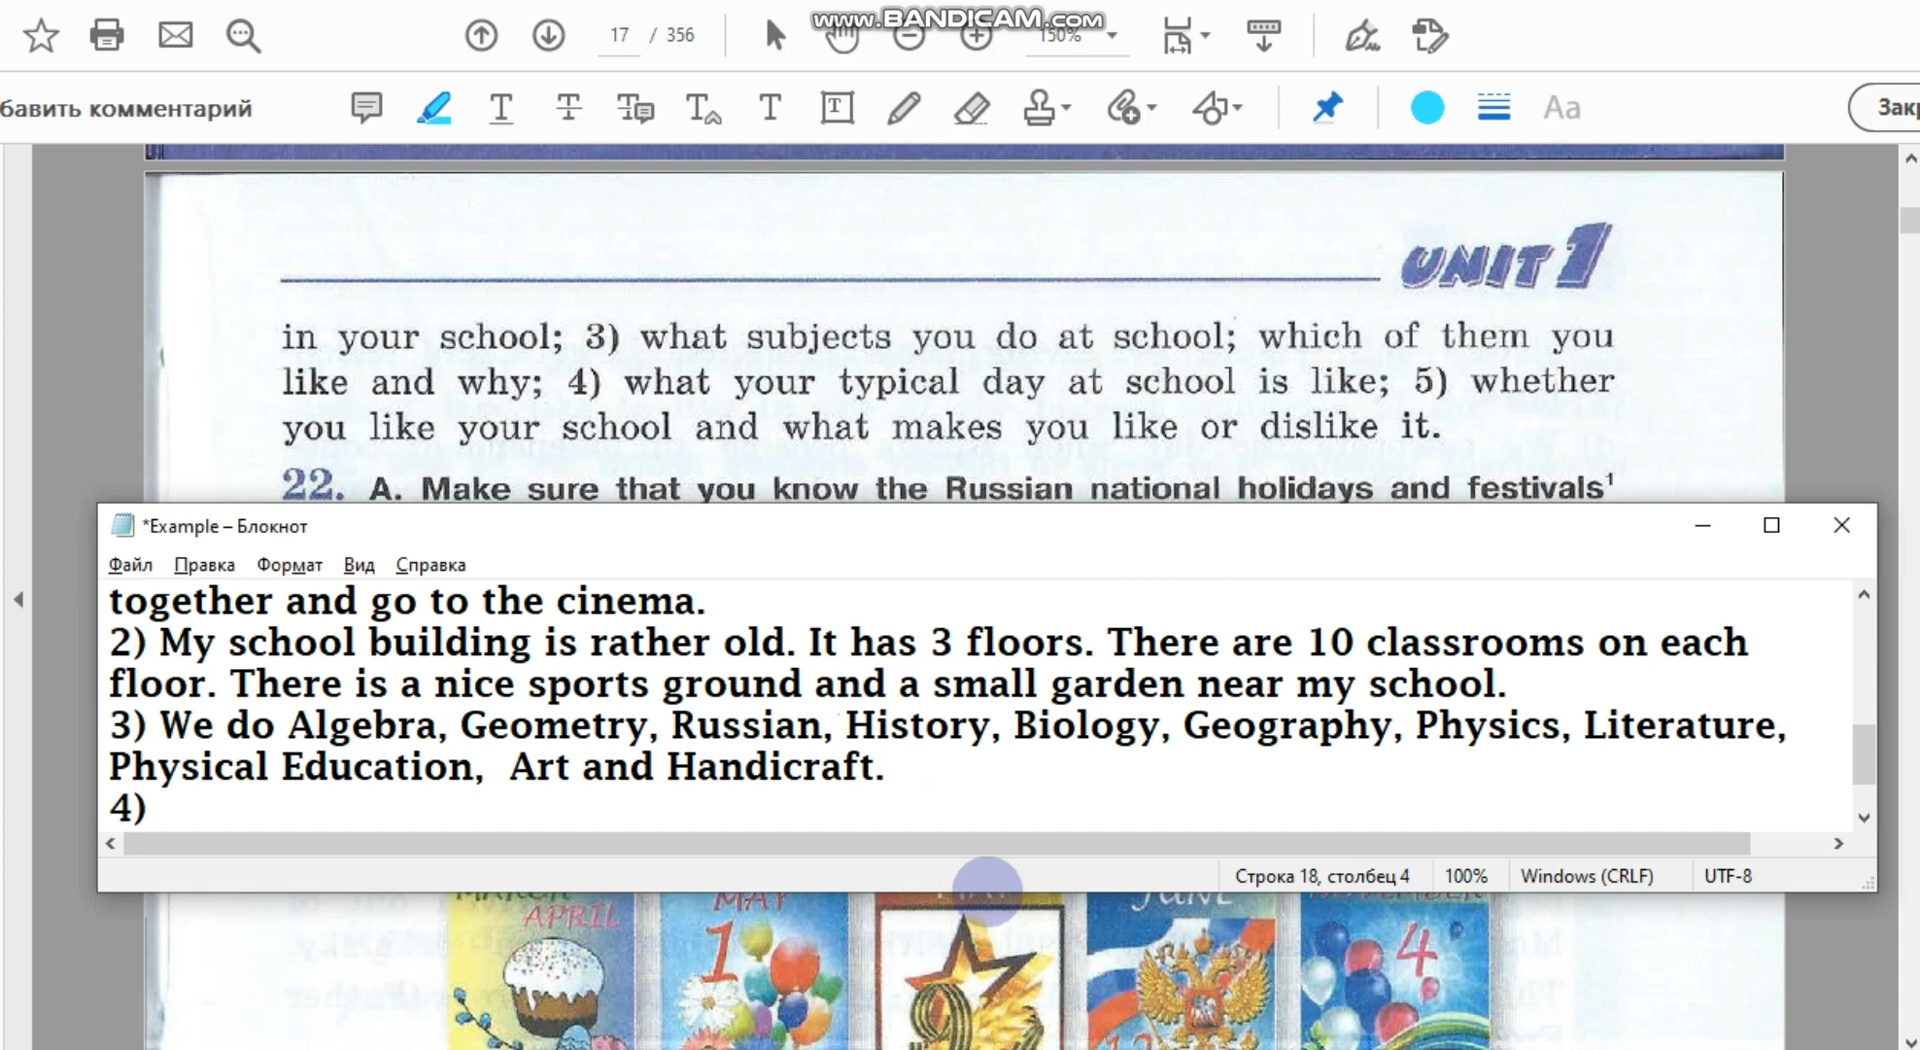 www.BANDICAM.com
17 / 356
150%
бавить комментарий
Aa
Зак
UNIT 1
in your school; 3) what subjects you do at school; which of them you
like and why; 4) what your typical day at school is like; 5) whether
you like your school and what makes you like or dislike it.
22. A. Make sure that you know the Russian national holidays and festivals¹
*Example – Блокнот
Файл Правка Формат Вид Справка
together and go to the cinema.
2) My school building is rather old. It has 3 floors. There are 10 classrooms on each
floor. There is a nice sports ground and a small garden near my school.
3) We do Algebra, Geometry, Russian, History, Biology, Geography, Physics, Literature,
Physical Education,  Art and Handicraft.
4)
Строка 18, столбец 4 100% Windows (CRLF) UTF-8
MAY JUNE NOVEMBER
APRIL
1 9 12 4